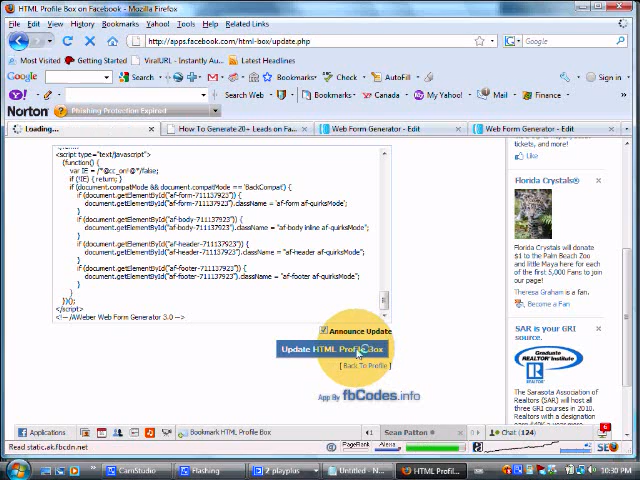 HTML Profile Box on Facebook - Mozilla Firefox
File Edit View History Bookmarks Yahoo! Tools Help Related Links
http://apps.facebook.com/html-box/update.php
Google
Most Visited Getting Started ViralURL - Instantly Au... Latest Headlines
Google Search Bookmarks Check AutoFill Sign in
Norton Phishing Protection Expired
Y! Search Web Bookmarks Canada My Yahoo! Mail Finance
Loading... How To Generate 20+ Leads on Fa... Web Form Generator - Edit Web Form Generator - Edit
<script type="text/javascript">
(function() {
var IE = /*@cc_on!@*/false;
if (!IE) { return; }
if (document.compatMode && document.compatMode == 'BackCompat') {
if (document.getElementById("af-form-711137923")) {
document.getElementById("af-form-711137923").className = 'af-form af-quirksMode';
}
if (document.getElementById("af-body-711137923")) {
document.getElementById("af-body-711137923").className = "af-body inline af-quirksMode";
}
if (document.getElementById("af-header-711137923")) {
document.getElementById("af-header-711137923").className = "af-header af-quirksMode";
}
if (document.getElementById("af-footer-711137923")) {
document.getElementById("af-footer-711137923").className = "af-footer af-quirksMode";
}
}
})();
</script>
<!-- /AWeber Web Form Generator 3.0 -->
Announce Update
Update HTML Profile Box
[ Back To Profile ]
App By fbCodes.info
tickets, and more!
Like
Florida Crystals®
Florida Crystals will donate
$1 to the Palm Beach Zoo
and little Maya here for each
of the first 5,000 Fans to
join our page!
Theresa Graham is a fan.
Become a Fan
SAR is your GRI
source.
Graduate
REALTOR® Institute
The Sarasota Association of
Realtors (SAR) will host all
three GRI courses in
2010. With a
designation you earn
Applications Bookmark HTML Profile Box 1 Sean Patton 0 Chat (124) 6
Read static.ak.fbcdn.net PageRank Alexa
CamStudio Flashing 2 playplus Untitled - N... HTML Profil... 10:30 PM